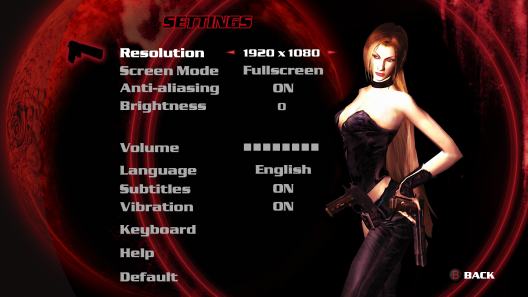 SETTINGS
Resolution 1920 x 1080
Screen Mode Fullscreen
Anti-aliasing ON
Brightness 0
Volume
Language English
Subtitles ON
Vibration ON
Keyboard
Help
Default
B BACK